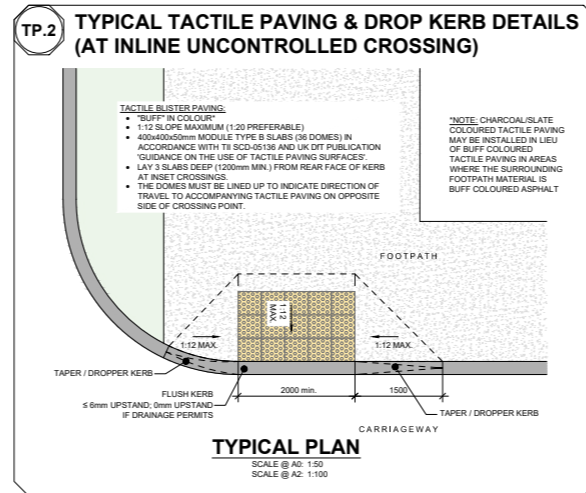 TP.2
TYPICAL TACTILE PAVING & DROP KERB DETAILS
(AT INLINE UNCONTROLLED CROSSING)
TACTILE BLISTER PAVING:
• "BUFF" IN COLOUR*
• 1:12 SLOPE MAXIMUM (1:20 PREFERABLE)
• 400x400x50mm MODULE TYPE B SLABS (36 DOMES) IN
ACCORDANCE WITH TII SCD-05136 AND UK DfT PUBLICATION
'GUIDANCE ON THE USE OF TACTILE PAVING SURFACES'.
• LAY 3 SLABS DEEP (1200mm MIN.) FROM REAR FACE OF KERB
AT INSET CROSSINGS.
• THE DOMES MUST BE LINED UP TO INDICATE DIRECTION OF
TRAVEL TO ACCOMPANYING TACTILE PAVING ON OPPOSITE
SIDE OF CROSSING POINT.
*NOTE: CHARCOAL/SLATE
COLOURED TACTILE PAVING
MAY BE INSTALLED IN LIEU
OF BUFF COLOURED
TACTILE PAVING IN AREAS
WHERE THE SURROUNDING
FOOTPATH MATERIAL IS
BUFF COLOURED ASPHALT
FOOTPATH
1:12
MAX.
1:12 MAX.
1:12 MAX.
TAPER / DROPPER KERB
FLUSH KERB
≤ 6mm UPSTAND; 0mm UPSTAND
IF DRAINAGE PERMITS
2000 min.
1500
TAPER / DROPPER KERB
CARRIAGEWAY
TYPICAL PLAN
SCALE @ A0: 1:50
SCALE @ A2: 1:100